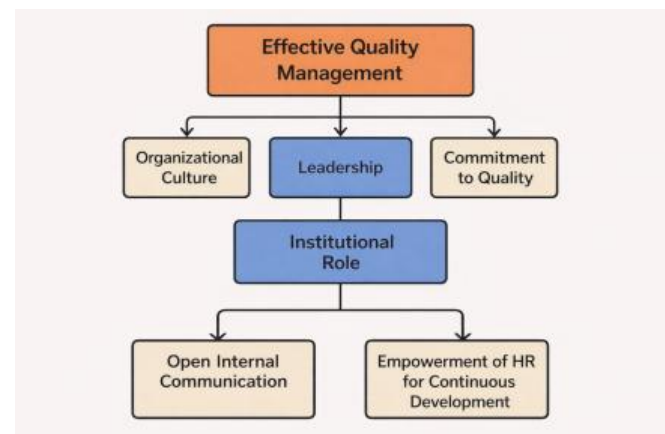 Effective Quality
Management
Organizational
Culture
Leadership
Commitment
to Quality
Institutional
Role
Open Internal
Communication
Empowerment of HR
for Continuous
Development